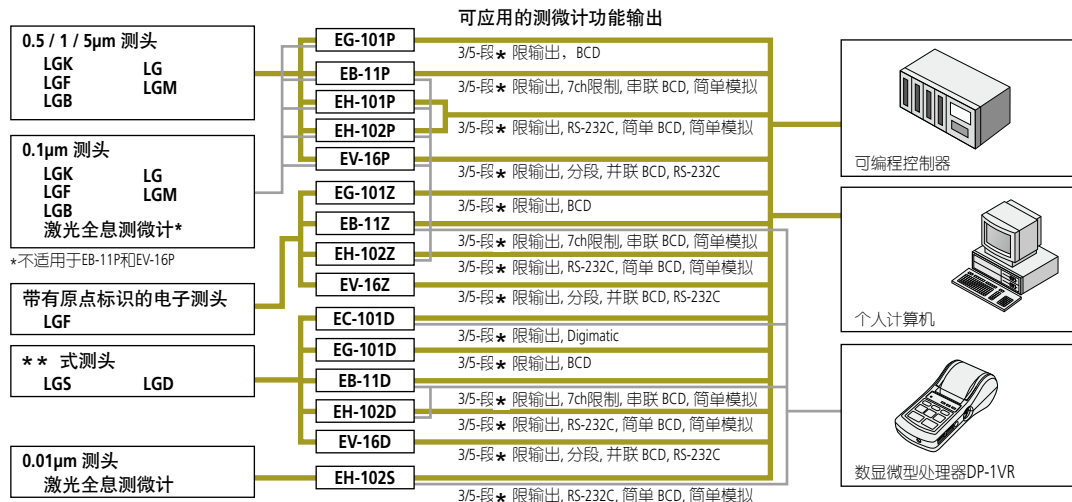 可应用的测微计功能输出
0.5 / 1 / 5µm 测头
LGK LG
LGF LGM
LGB
0.1µm 测头
LGK LG
LGF LGM
LGB
激光全息测微计*
*不适用于EB-11P和EV-16P
带有原点标识的电子测头
LGF
** 式测头
LGS LGD
0.01µm 测头
激光全息测微计
EG-101P
3/5-段★ 限输出，BCD
EB-11P
3/5-段★ 限输出, 7ch限制, 串联 BCD, 简单模拟
EH-101P
3/5-段★ 限输出, RS-232C, 简单 BCD, 简单模拟
EH-102P
EV-16P
3/5-段★ 限输出, 分段, 并联 BCD, RS-232C
EG-101Z
3/5-段★ 限输出, BCD
EB-11Z
3/5-段★ 限输出, 7ch限制, 串联 BCD, 简单模拟
EH-102Z
3/5-段★ 限输出, RS-232C, 简单 BCD, 简单模拟
EV-16Z
3/5-段★ 限输出, 分段, 并联 BCD, RS-232C
EC-101D
3/5-段★ 限输出, Digimatic
EG-101D
3/5-段★ 限输出, BCD
EB-11D
3/5-段★ 限输出, 7ch限制, 串联 BCD, 简单模拟
EH-102D
3/5-段★ 限输出, RS-232C, 简单 BCD, 简单模拟
EV-16D
3/5-段★ 限输出, 分段, 并联 BCD, RS-232C
EH-102S
3/5-段★ 限输出, RS-232C, 简单 BCD, 简单模拟
可编程控制器
个人计算机
数显微型处理器DP-1VR